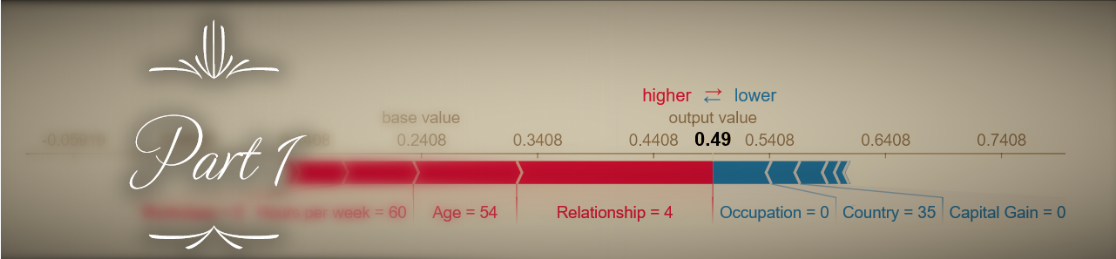 higher lower
base value output value
0.2408 0.3408 0.4408 0.49 0.5408 0.6408 0.7408
Part 1
per week = 60 Age = 54 Relationship = 4 Occupation = 0 Country = 35 Capital Gain = 0